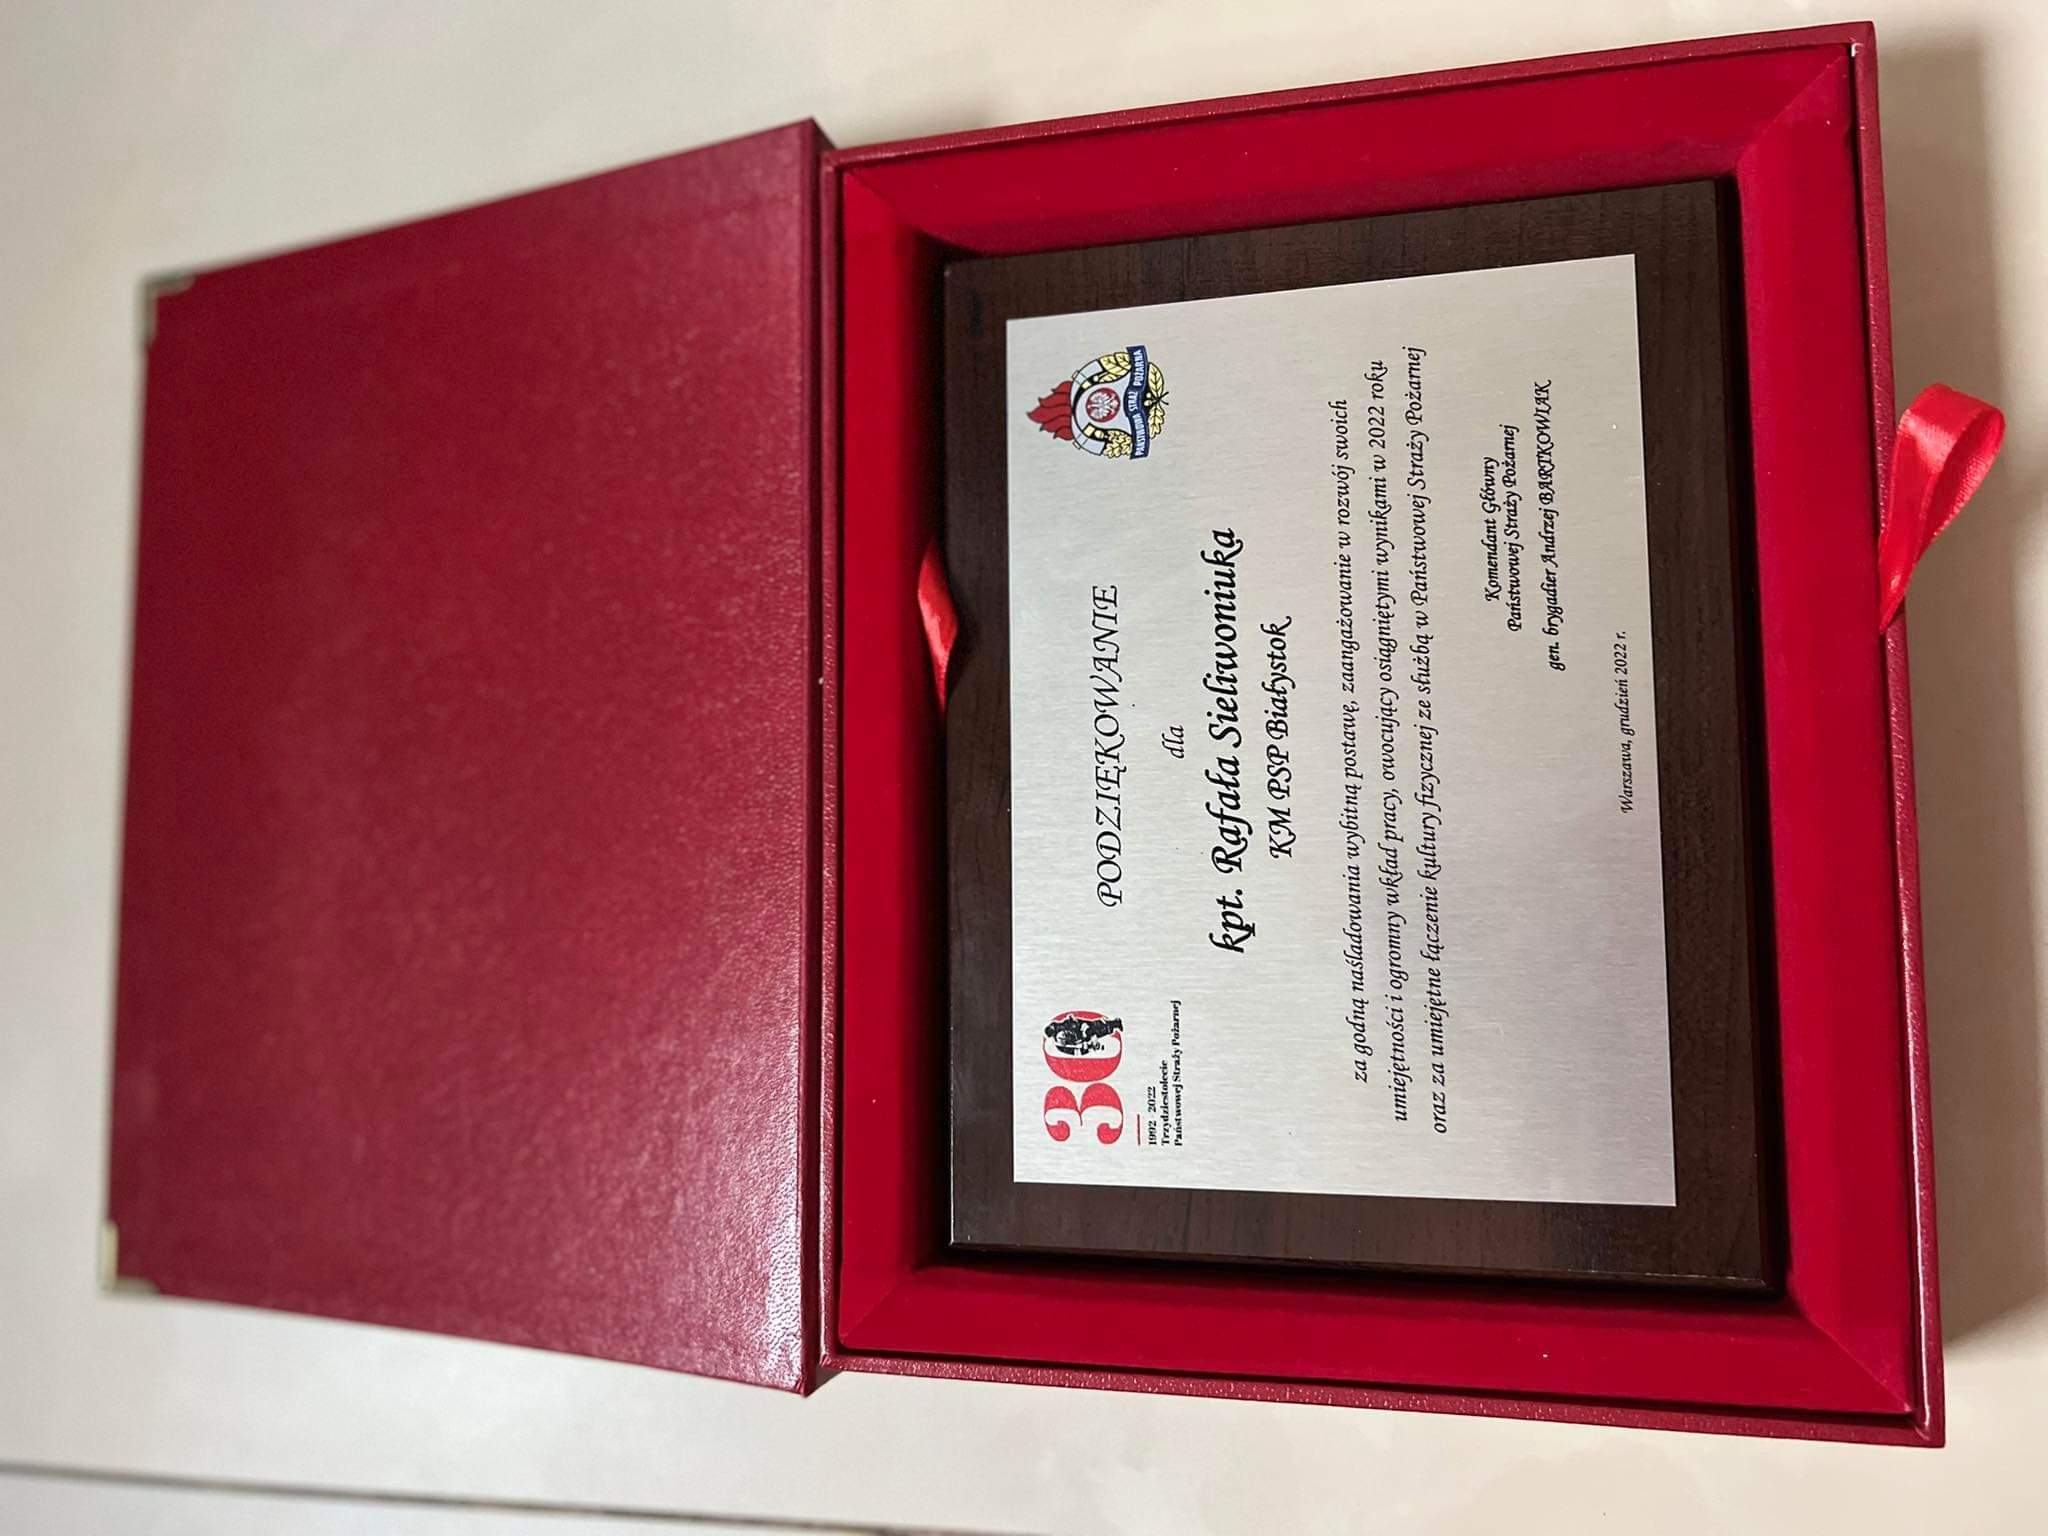 30
1992 - 2022
Trzydziestolecie
Państwowej Straży Pożarnej
PAŃSTWOWA STRAŻ POŻARNA
PODZIĘKOWANIE
dla
kpt. Rafała Sieliwoniuka
KM PSP Białystok
za godną naśladowania wybitną postawę, zaangażowanie w rozwój swoich
umiejętności i ogromny wkład pracy, owocujący osiągniętymi wynikami w 2022 roku
oraz za umiejętne łączenie kultury fizycznej ze służbą w Państwowej Straży Pożarnej
Komendant Główny
Państwowej Straży Pożarnej
gen. brygadier Andrzej BARTKOWIAK
Warszawa, grudzień 2022 r.